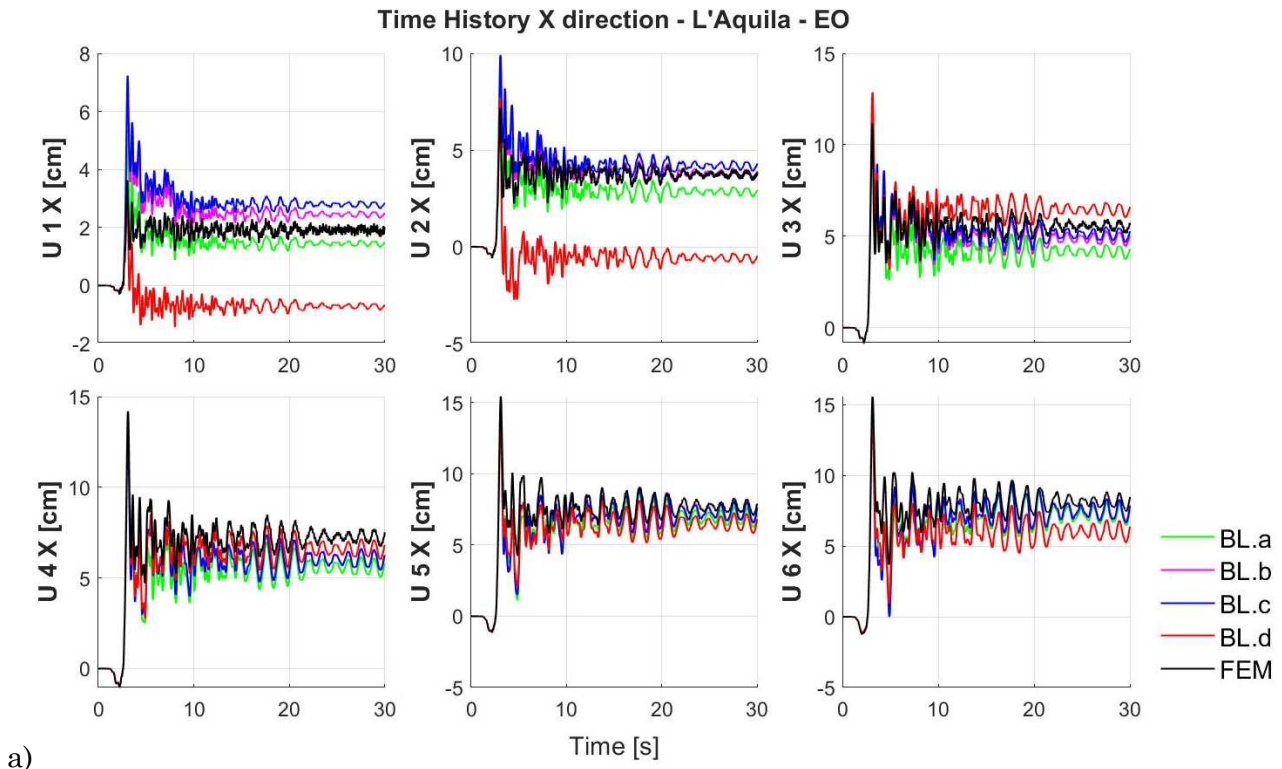 Time History X direction - L'Aquila - EO
U 1 X [cm]
8
6
4
2
0
-2
0 10 20 30
U 2 X [cm]
10
5
0
-5
0 10 20 30
U 3 X [cm]
15
10
5
0
0 10 20 30
U 4 X [cm]
15
10
5
0
0 10 20 30
U 5 X [cm]
15
10
5
0
-5
0 10 20 30
U 6 X [cm]
15
10
5
0
-5
0 10 20 30
BL.a
BL.b
BL.c
BL.d
FEM
Time [s]
a)